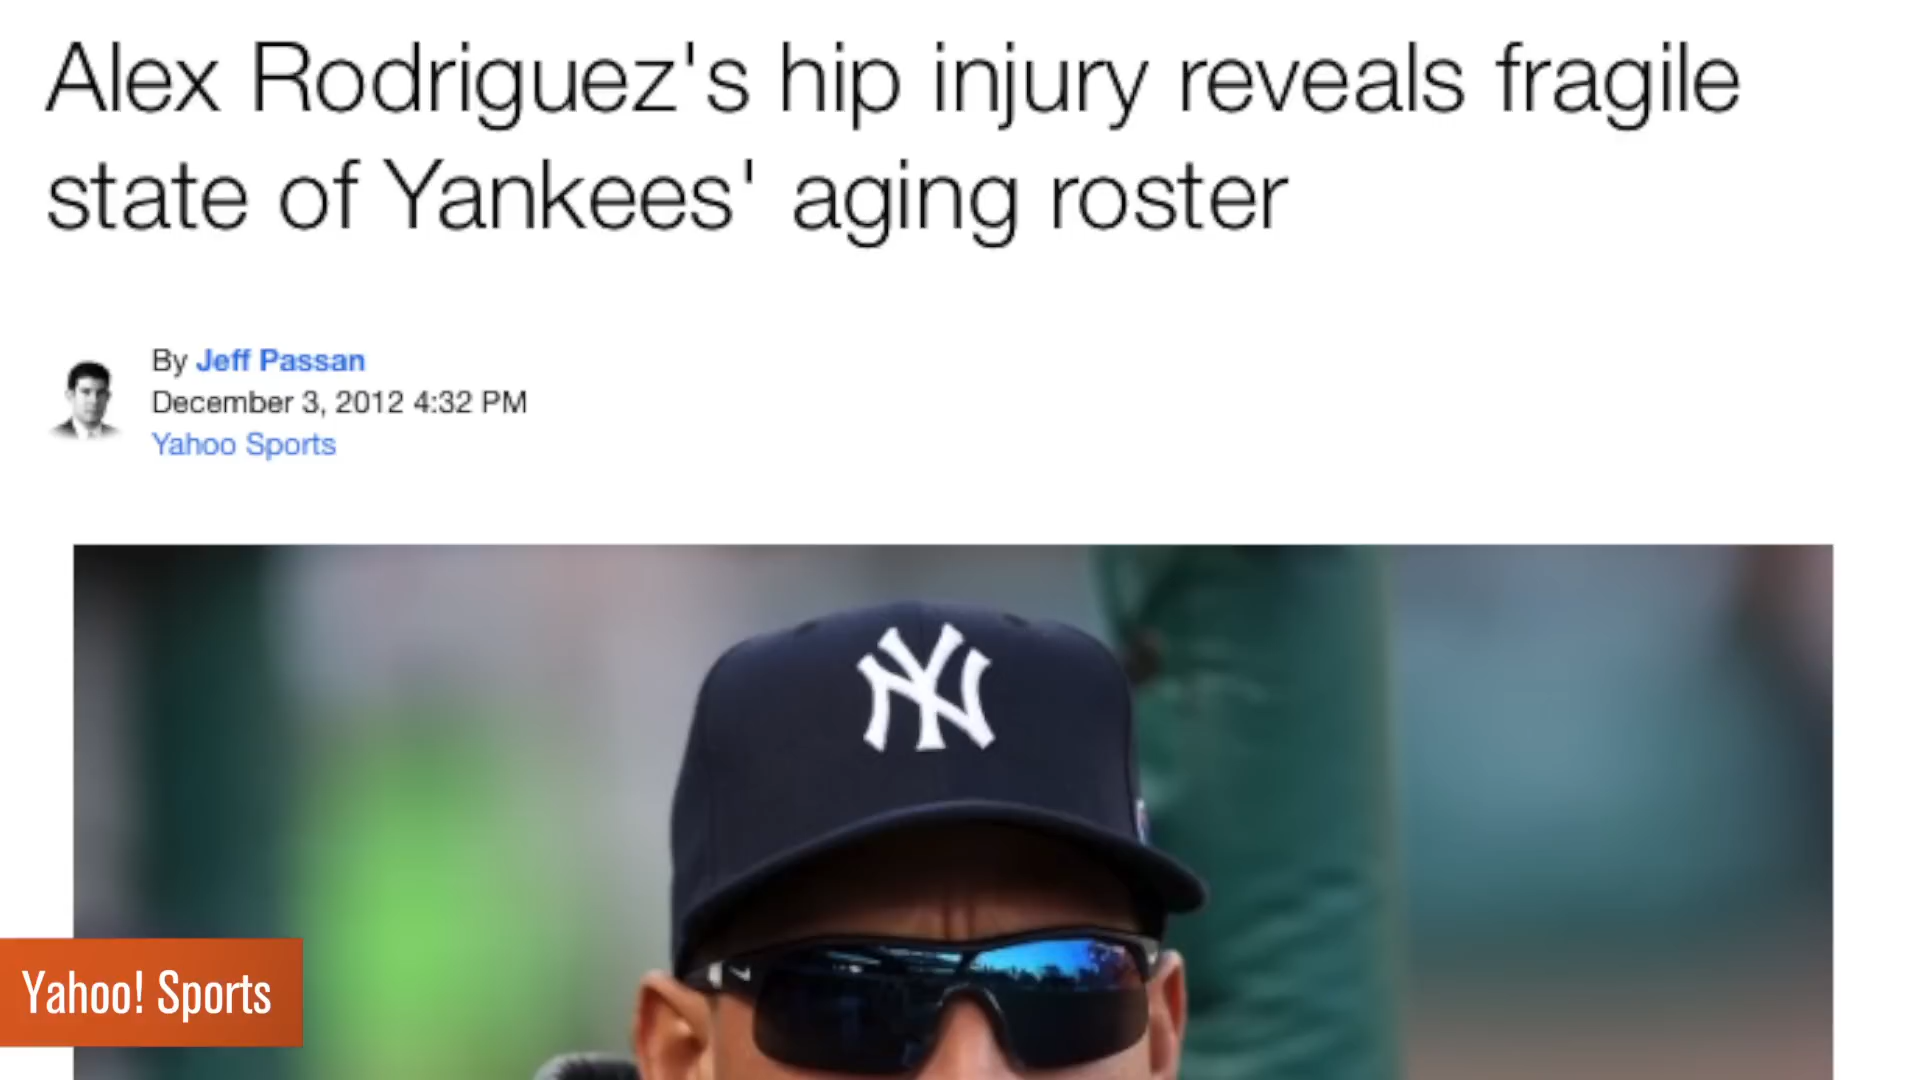 Alex Rodriguez's hip injury reveals fragile
state of Yankees' aging roster
By Jeff Passan
December 3, 2012 4:32 PM
Yahoo Sports
NY
Yahoo! Sports